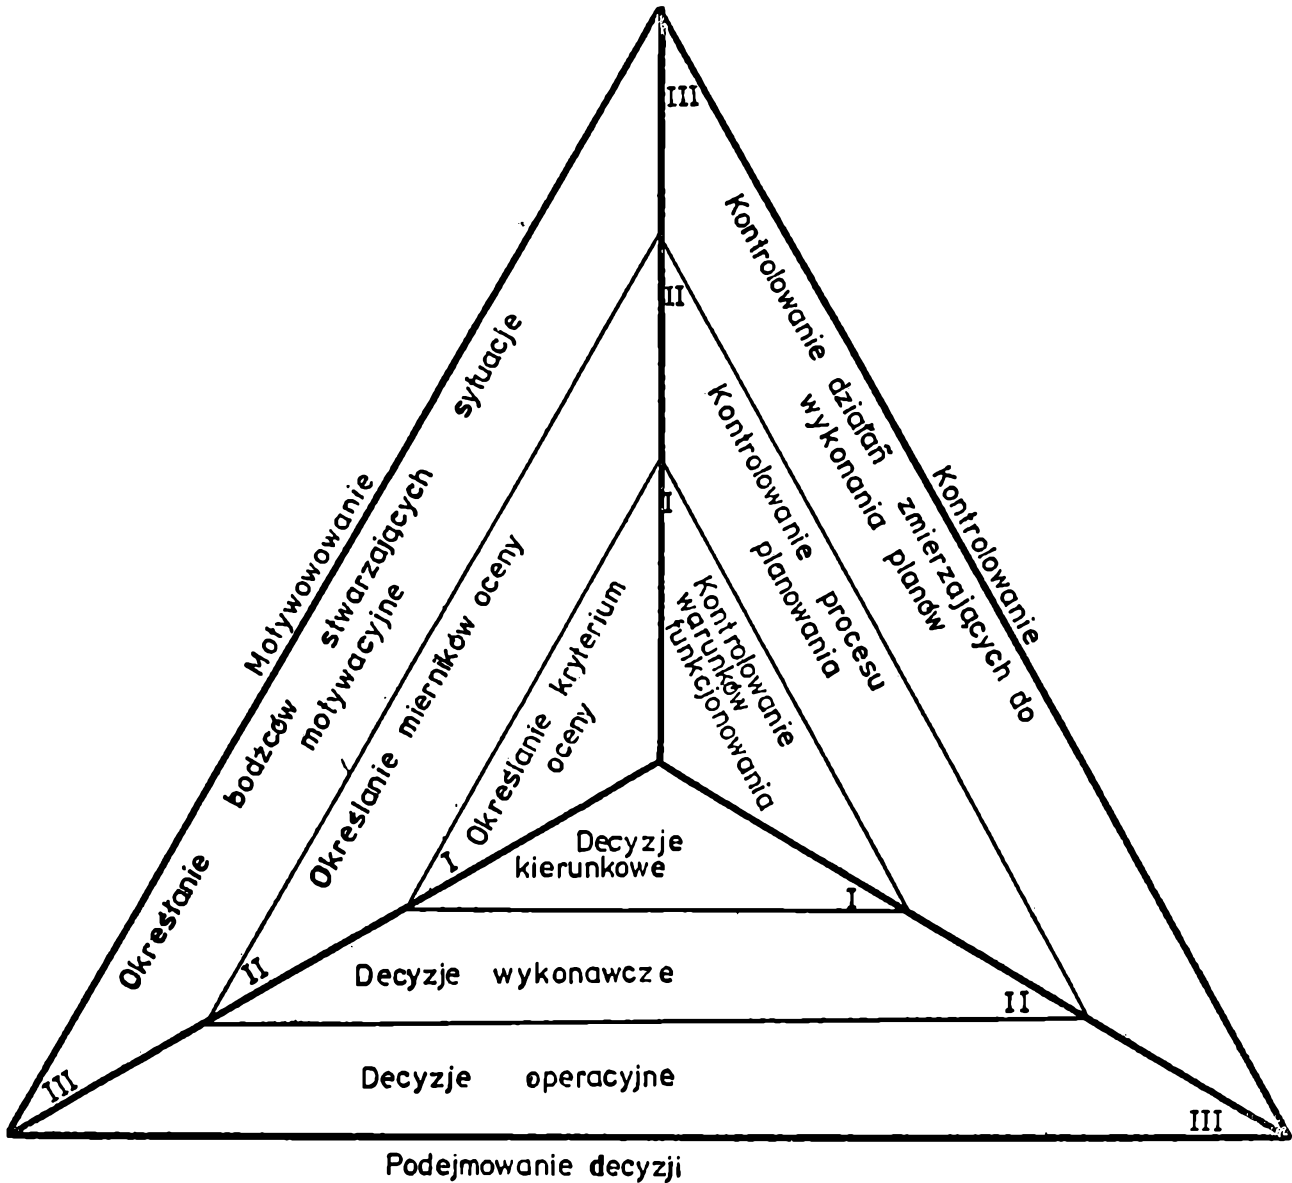 III
II
I
Motywowowanie
Określanie bodźców stwarzających sytuacje
motywacyjne
III
Określanie mierników oceny
II
Określanie kryterium
oceny
I
Kontrolowanie
Kontrolowanie działań zmierzających do
wykonania planów
Kontrolowanie procesu
planowania
Kontrolowanie
warunków
funkcjonowania
Decyzje
kierunkowe
I
Decyzje wykonawcze
II
Decyzje operacyjne
III
Podejmowanie decyzji